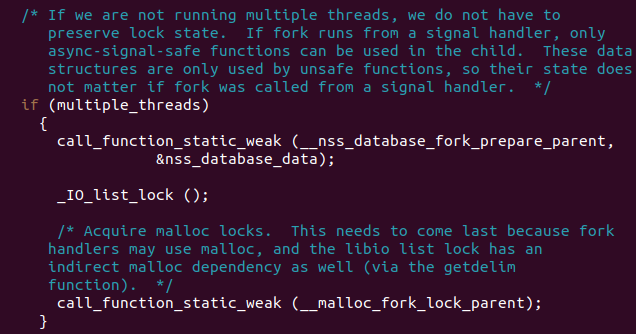 /* If we are not running multiple threads, we do not have to
preserve lock state.  If fork runs from a signal handler, only
async-signal-safe functions can be used in the child.  These data
structures are only used by unsafe functions, so their state does
not matter if fork was called from a signal handler.  */
if (multiple_threads)
{
call_function_static_weak (__nss_database_fork_prepare_parent,
&nss_database_data);
_IO_list_lock ();
/* Acquire malloc locks.  This needs to come last because fork
handlers may use malloc, and the libio list lock has an
indirect malloc dependency as well (via the getdelim
function).  */
call_function_static_weak (__malloc_fork_lock_parent);
}